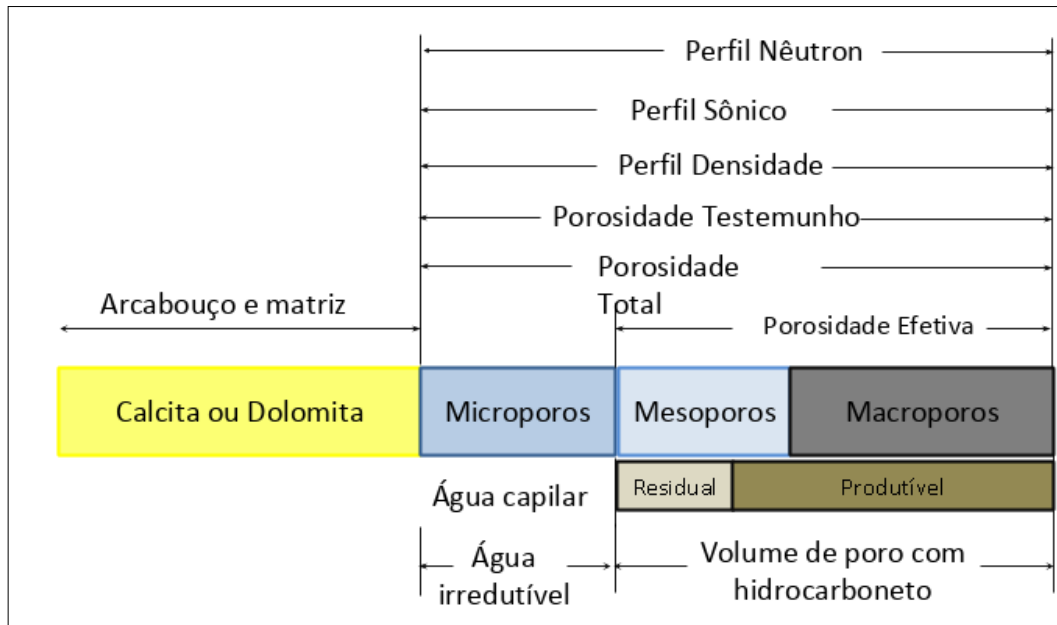 Perfil Nêutron
Perfil Sônico
Perfil Densidade
Porosidade Testemunho
Porosidade
Total
Arcabouço e matriz
Porosidade Efetiva
Calcita ou Dolomita
Microporos
Mesoporos
Macroporos
Água capilar
Residual
Produtível
Água
irredutível
Volume de poro com
hidrocarboneto